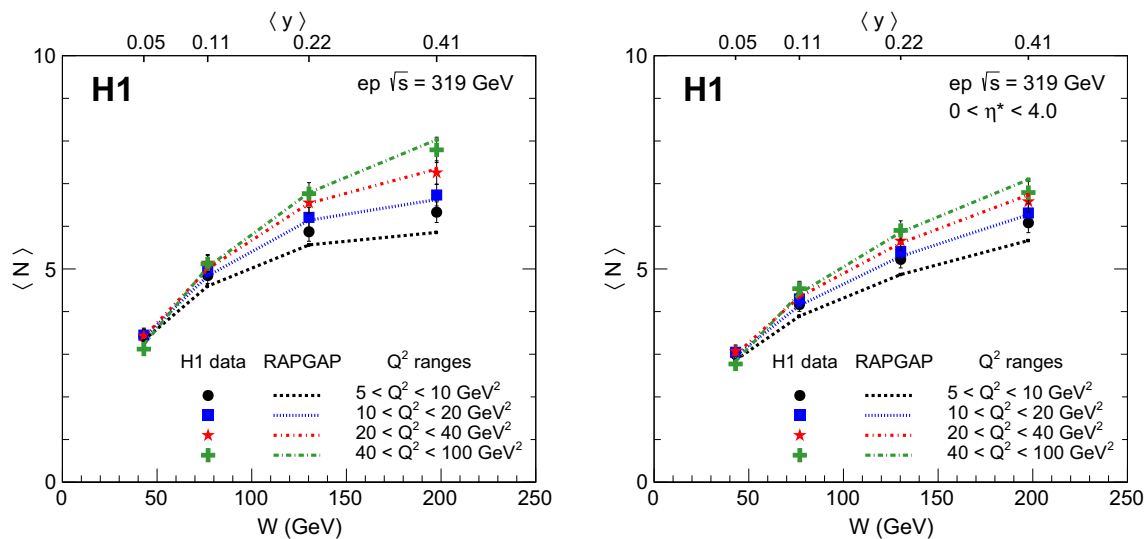 ⟨ y ⟩
0.05 0.11 0.22 0.41
10
H1
ep √s = 319 GeV
⟨ N ⟩
5
H1 data RAPGAP Q² ranges
5 < Q² < 10 GeV²
10 < Q² < 20 GeV²
20 < Q² < 40 GeV²
40 < Q² < 100 GeV²
0
0 50 100 150 200 250
W (GeV)
⟨ y ⟩
0.05 0.11 0.22 0.41
10
H1
ep √s = 319 GeV
0 < η* < 4.0
⟨ N ⟩
5
H1 data RAPGAP Q² ranges
5 < Q² < 10 GeV²
10 < Q² < 20 GeV²
20 < Q² < 40 GeV²
40 < Q² < 100 GeV²
0
0 50 100 150 200 250
W (GeV)